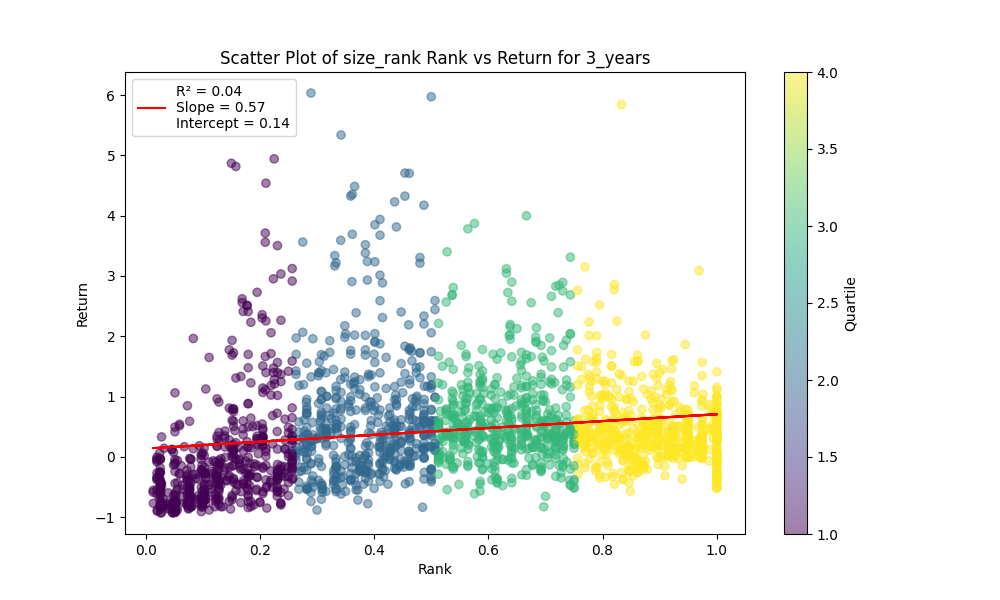 Scatter Plot of size_rank Rank vs Return for 3_years
R² = 0.04
Slope = 0.57
Intercept = 0.14
Return
6
5
4
3
2
1
0
−1
0.0 0.2 0.4 0.6 0.8 1.0
Rank
4.0
3.5
3.0
2.5
2.0
1.5
1.0
Quartile